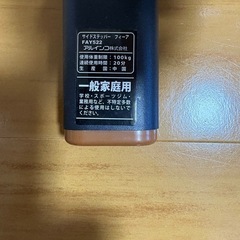 サイドステッパー フィーア
FAYS22
アルインコ株式会社
使用体重制限：100kg
連続使用時間：20分
生産国：中国
一般家庭用
学校・スポーツジム・
業務用など、不特定多数
による使用はしないで
ください。